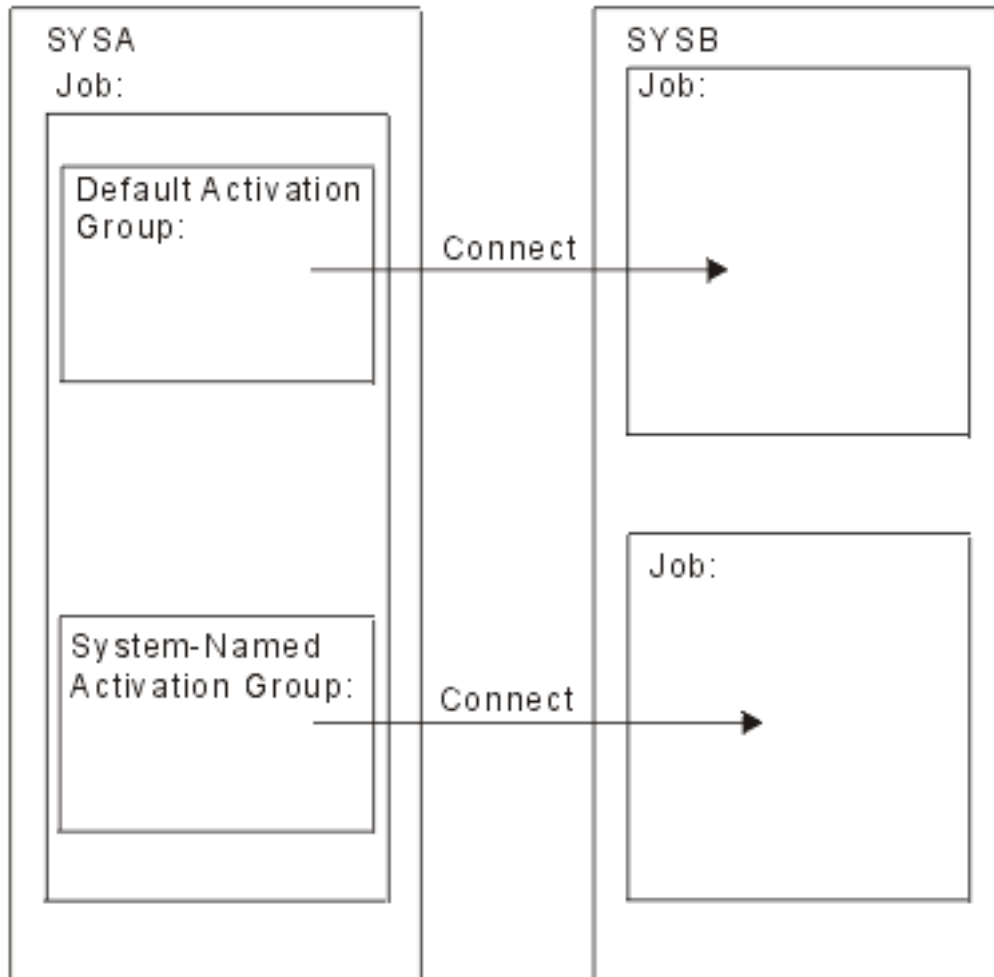 SYSA
Job:
Default Activation
Group:
Connect
System-Named
Activation Group:
Connect
SYSB
Job:
Job: